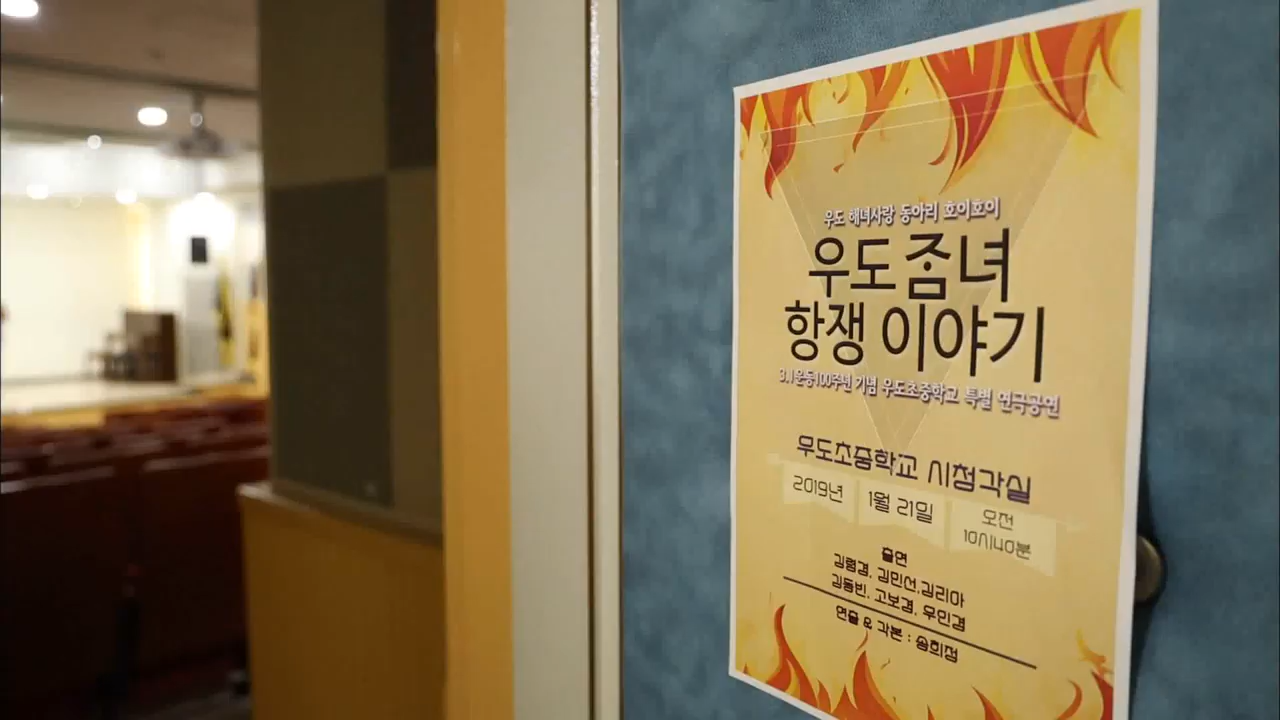 우도 해녀사랑 동아리 호이호이
우도 좀녀
항쟁 이야기
3.1운동100주년 기념 우도초중학교 특별 연극공연
우도초중학교 시청각실
2019년 1월 21일 오전
10시40분
출연
김렴경, 김민선,김리아
김동빈, 고보경, 우인경
연출 & 각본 : 송희정